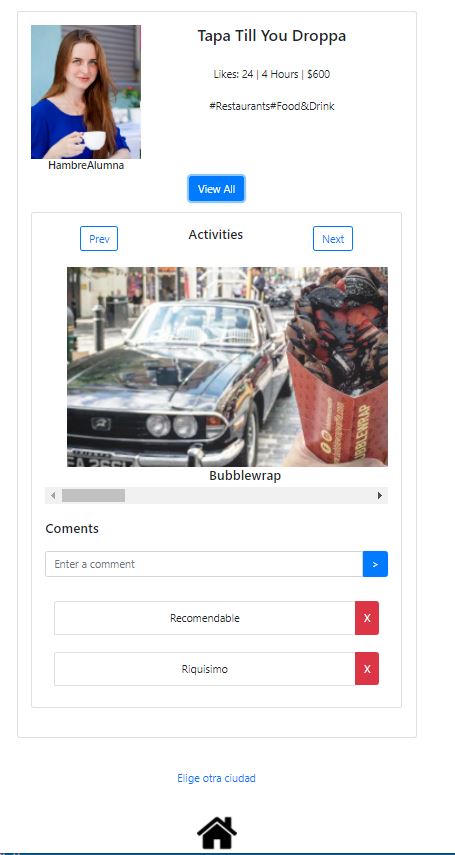 Tapa Till You Droppa
Likes: 24 | 4 Hours | $600
#Restaurants#Food&Drink
HambreAlumna
View All
Prev
Activities
Next
BUBBLEWRAP
Bubblewrap
Coments
Enter a comment
>
Recomendable
X
Riquisimo
X
Elige otra ciudad